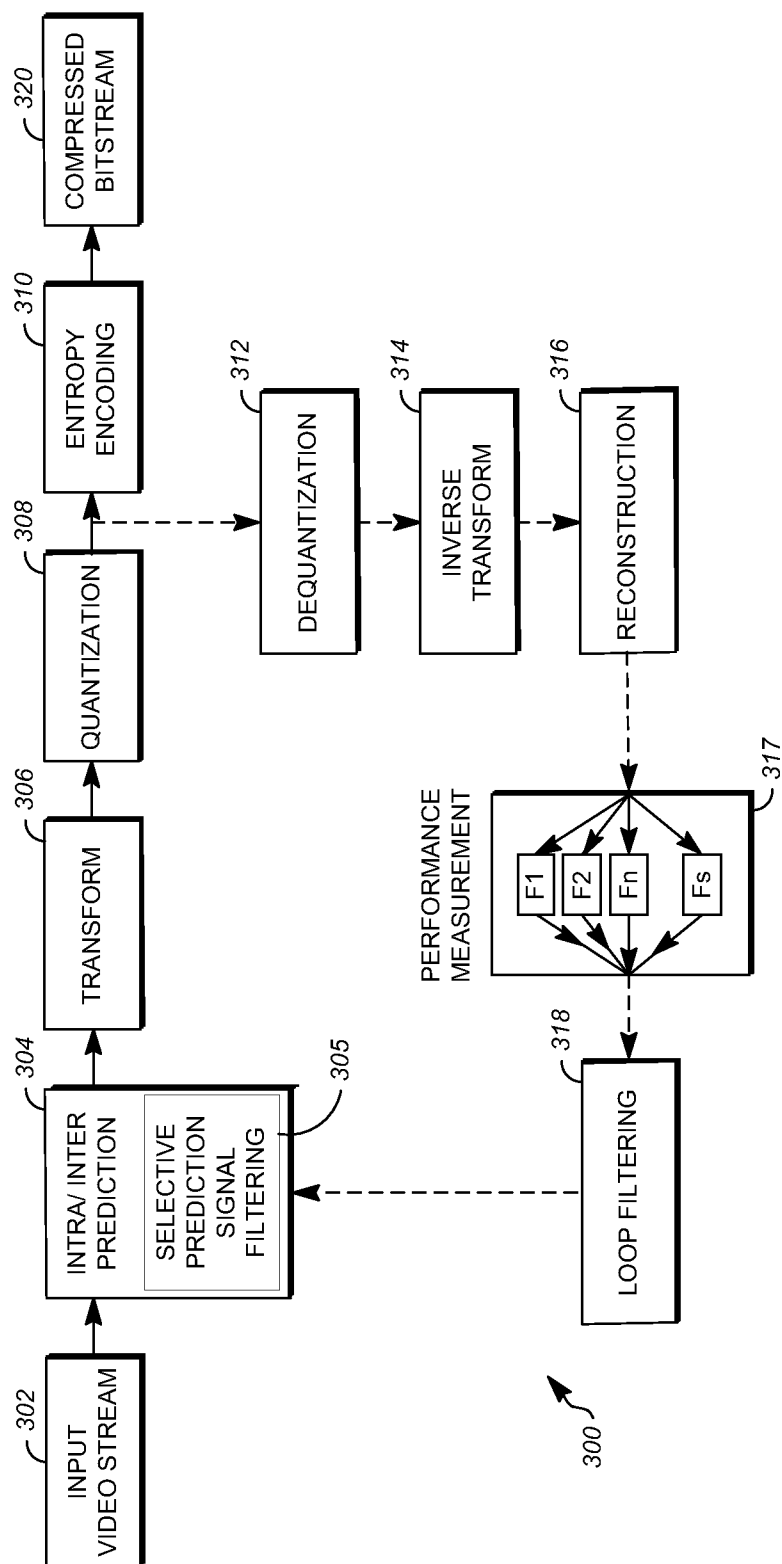 302
INPUT
VIDEO STREAM
304
INTRA/ INTER
PREDICTION
305
SELECTIVE
PREDICTION
SIGNAL
FILTERING
306
TRANSFORM
308
QUANTIZATION
310
ENTROPY
ENCODING
320
COMPRESSED
BITSTREAM
312
DEQUANTIZATION
314
INVERSE
TRANSFORM
316
RECONSTRUCTION
PERFORMANCE
MEASUREMENT
F1
F2
Fn
Fs
317
318
LOOP FILTERING
300